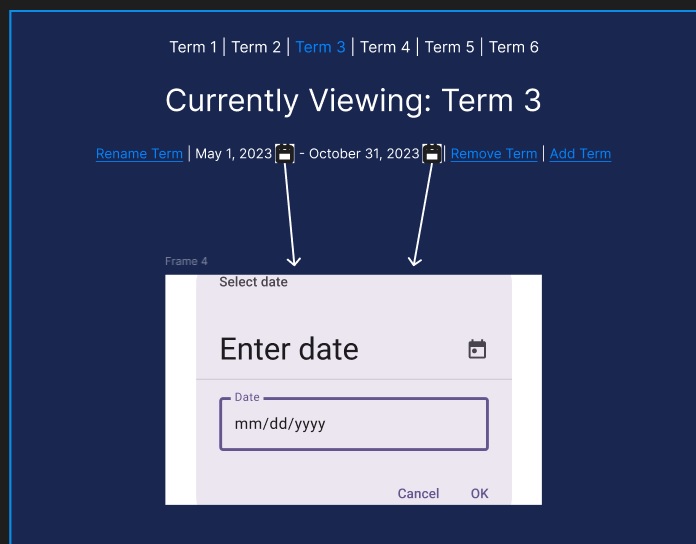 Term 1 | Term 2 | Term 3 | Term 4 | Term 5 | Term 6
Currently Viewing: Term 3
Rename Term | May 1, 2023 - October 31, 2023 | Remove Term | Add Term
Frame 4
Select date
Enter date
Date
mm/dd/yyyy
Cancel OK